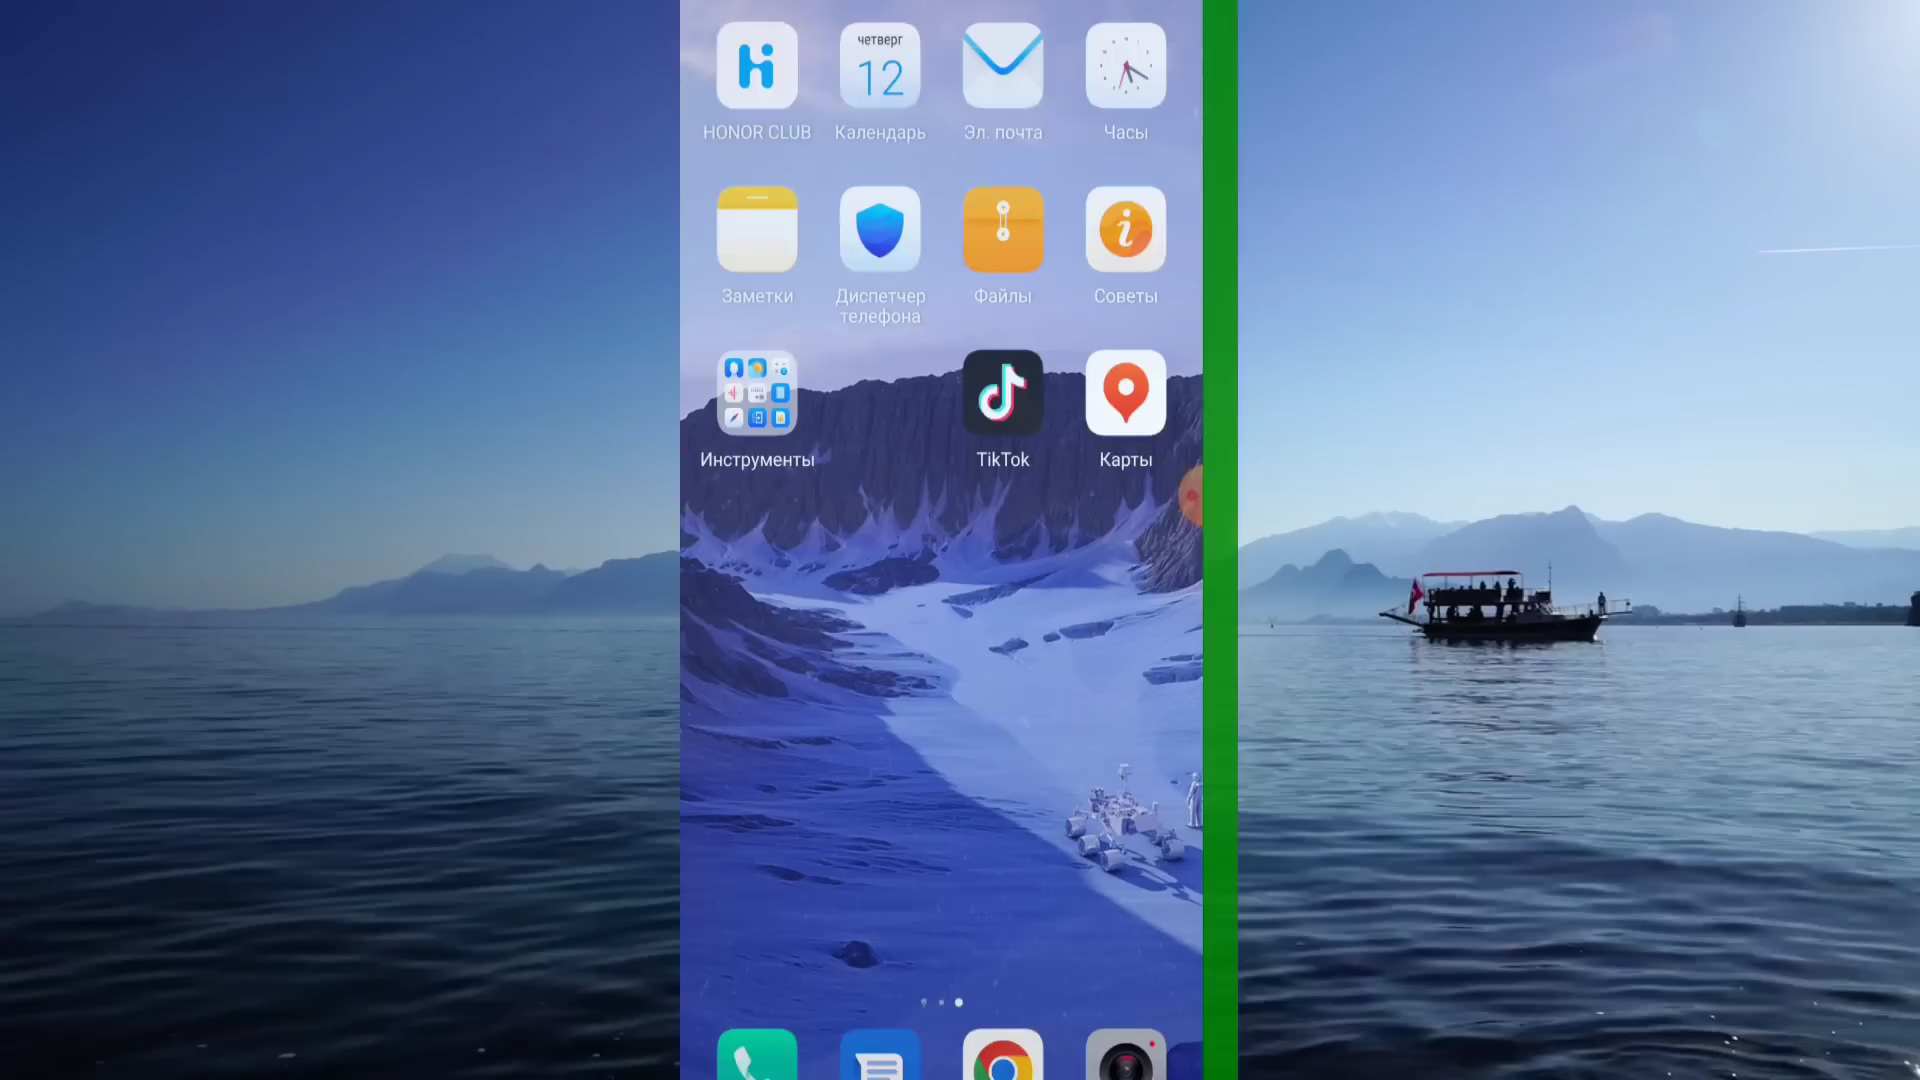 четверг
12
HONOR CLUB
Календарь
Эл. почта
Часы
Заметки
Диспетчер
телефона
Файлы
Советы
Инструменты
TikTok
Карты